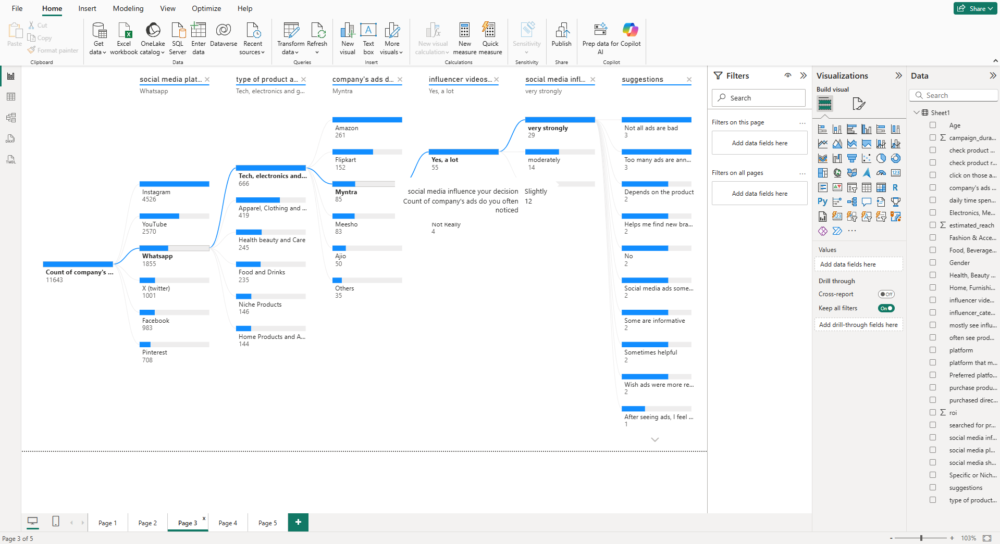 File Home Insert Modeling View Optimize Help
Share
Paste
Cut
Copy
Format painter
Clipboard
Get data
Excel workbook
OneLake catalog
SQL Server
Enter data
Dataverse
Recent sources
Data
Transform data
Refresh
Queries
New visual
Text box
More visuals
Insert
New visual calculation
New measure
Quick measure
Calculations
Sensitivity
Sensitivity
Publish
Share
Prep data for AI
Copilot
Copilot
DAX
TMDL
Count of company's ...
11643
social media plat...
Whatsapp
Instagram
4526
YouTube
2570
Whatsapp
1855
X (twitter)
1001
Facebook
983
Pinterest
708
type of product a...
Tech, electronics and g...
Tech, electronics and...
666
Apparel, Clothing and ...
419
Health beauty and Care
245
Food and Drinks
235
Niche Products
146
Home Products and A...
144
company's ads d...
Myntra
Amazon
261
Flipkart
152
Myntra
85
Meesho
83
Ajio
50
Others
35
influencer videos...
Yes, a lot
Yes, a lot
55
Not Really
4
social media influence your decision Slightly
Count of company's ads do you often noticed 12
social media infl...
very strongly
very strongly
29
moderately
14
suggestions
Not all ads are bad
3
Too many ads are ann...
3
Depends on the product
2
Helps me find new bra...
2
No
2
Social media ads some...
2
Some are informative
2
Sometimes helpful
2
Wish ads were more re...
2
After seeing ads, I feel ...
1
Filters
Search
Filters on this page ...
Add data fields here
Filters on all pages ...
Add data fields here
Visualizations
Build visual
123
R
Py
123
...
Values
Add data fields here
Drill through
Cross-report Off
Keep all filters On
Add drill-through fields here
Data
Search
Sheet1
Age
campaign_dura...
check product ...
check product r...
click on those a...
company's ads ...
daily time spen...
Electronics, Me...
estimated_reach
Fashion & Acce...
Food, Beverage...
Gender
Health, Beauty ...
Home, Furnishi...
influencer vide...
influencer_cate...
mostly see influ...
often see prod...
platform
platform that m...
Preferred platfo...
purchase produ...
purchased direc...
roi
searched for pr...
social media inf...
social media pl...
social media sh...
Specific or Nich...
suggestions
type of product...
Page 1 Page 2 Page 3 x Page 4 Page 5 +
Page 3 of 5
- + 103%